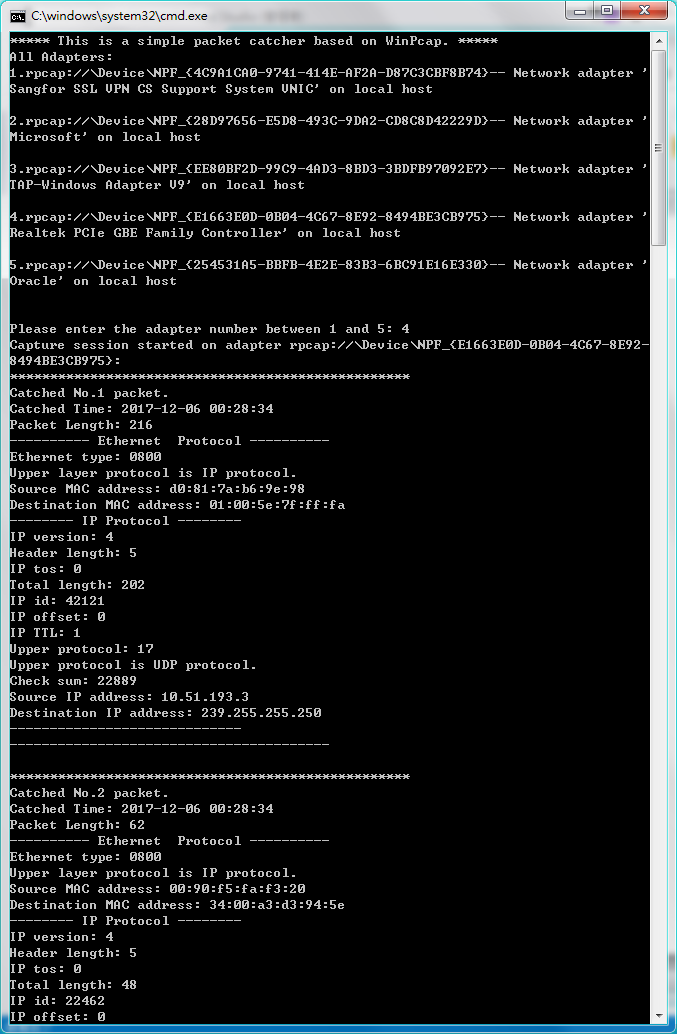 C:\windows\system32\cmd.exe
***** This is a simple packet catcher based on WinPcap. *****
All Adapters:
1.rpcap://\Device\NPF_{4C9A1CA0-9741-414E-AF2A-D87C3CBF8B74}-- Network adapter '
Sangfor SSL VPN CS Support System VNIC' on local host
2.rpcap://\Device\NPF_{28D97656-E5D8-493C-9DA2-CD8C8D42229D}-- Network adapter '
Microsoft' on local host
3.rpcap://\Device\NPF_{EE80BF2D-99C9-4AD3-8BD3-3BDFB97092E7}-- Network adapter '
TAP-Windows Adapter V9' on local host
4.rpcap://\Device\NPF_{E1663E0D-0B04-4C67-8E92-8494BE3CB975}-- Network adapter '
Realtek PCIe GBE Family Controller' on local host
5.rpcap://\Device\NPF_{254531A5-BBFB-4E2E-83B3-6BC91E16E330}-- Network adapter '
Oracle' on local host
Please enter the adapter number between 1 and 5: 4
Capture session started on adapter rpcap://\Device\NPF_{E1663E0D-0B04-4C67-8E92-
8494BE3CB975}:
**************************************************
Catched No.1 packet.
Catched Time: 2017-12-06 00:28:34
Packet Length: 216
---------- Ethernet  Protocol ----------
Ethernet type: 0800
Upper layer protocol is IP protocol.
Source MAC address: d0:81:7a:b6:9e:98
Destination MAC address: 01:00:5e:7f:ff:fa
-------- IP Protocol --------
IP version: 4
Header length: 5
IP tos: 0
Total length: 202
IP id: 42121
IP offset: 0
IP TTL: 1
Upper protocol: 17
Upper protocol is UDP protocol.
Check sum: 22889
Source IP address: 10.51.193.3
Destination IP address: 239.255.255.250
-----------------------------
----------------------------------------
**************************************************
Catched No.2 packet.
Catched Time: 2017-12-06 00:28:34
Packet Length: 62
---------- Ethernet  Protocol ----------
Ethernet type: 0800
Upper layer protocol is IP protocol.
Source MAC address: 00:90:f5:fa:f3:20
Destination MAC address: 34:00:a3:d3:94:5e
-------- IP Protocol --------
IP version: 4
Header length: 5
IP tos: 0
Total length: 48
IP id: 22462
IP offset: 0